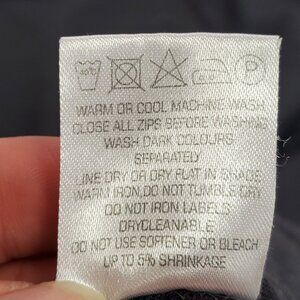 40°C P
WARM OR COOL MACHINE WASH
CLOSE ALL ZIPS BEFORE WASHING
WASH DARK COLOURS
SEPARATELY
LINE DRY OR DRY FLAT IN SHADE
WARM IRON,DO NOT TUMBLE DRY
DO NOT IRON LABELS
DRYCLEANABLE
DO NOT USE SOFTENER OR BLEACH
UP TO 5% SHRINKAGE